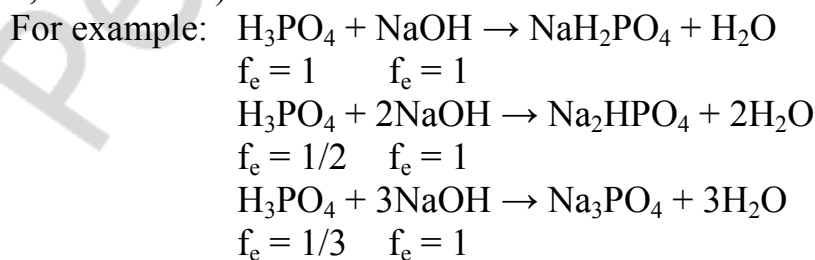 For example: H₃PO₄ + NaOH → NaH₂PO₄ + H₂O
fₑ = 1 fₑ = 1
H₃PO₄ + 2NaOH → Na₂HPO₄ + 2H₂O
fₑ = 1/2 fₑ = 1
H₃PO₄ + 3NaOH → Na₃PO₄ + 3H₂O
fₑ = 1/3 fₑ = 1